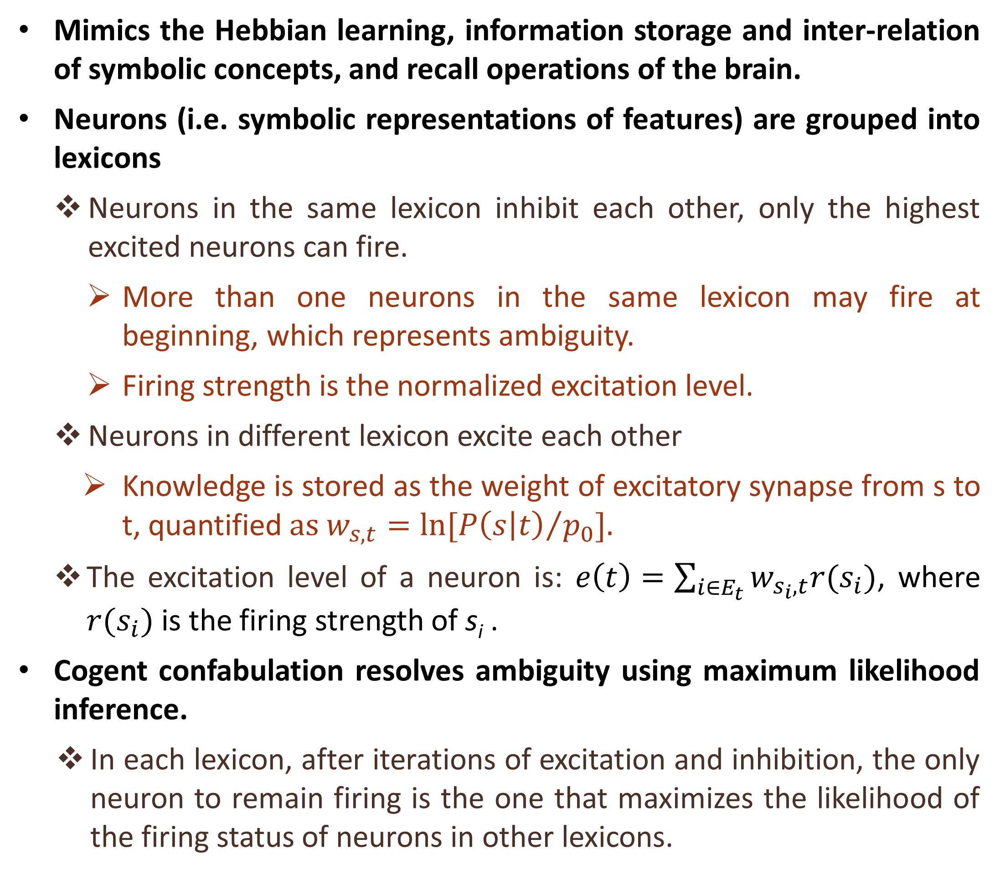 • Mimics the Hebbian learning, information storage and inter-relation
of symbolic concepts, and recall operations of the brain.
• Neurons (i.e. symbolic representations of features) are grouped into
lexicons
❖ Neurons in the same lexicon inhibit each other, only the highest
excited neurons can fire.
➢ More than one neurons in the same lexicon may fire at
beginning, which represents ambiguity.
➢ Firing strength is the normalized excitation level.
❖ Neurons in different lexicon excite each other
➢ Knowledge is stored as the weight of excitatory synapse from s to
t, quantified as $w_{s,t} = \ln[P(s|t)/p_0]$.
❖ The excitation level of a neuron is: $e(t) = \sum_{i \in E_t} w_{s_i,t} r(s_i)$, where
$r(s_i)$ is the firing strength of $s_i$ .
• Cogent confabulation resolves ambiguity using maximum likelihood
inference.
❖ In each lexicon, after iterations of excitation and inhibition, the only
neuron to remain firing is the one that maximizes the likelihood of
the firing status of neurons in other lexicons.